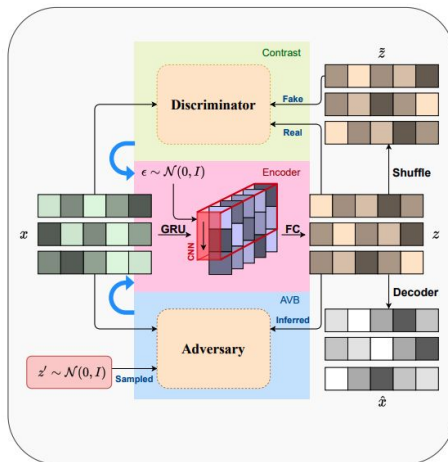 Contrast
z̃
Discriminator
Fake
Real
Shuffle
ϵ ∼ 𝒩(0, I)
Encoder
x
GRU
CNN
FC
z
Decoder
AVB
Inferred
Adversary
z′ ∼ 𝒩(0, I)
Sampled
x̂